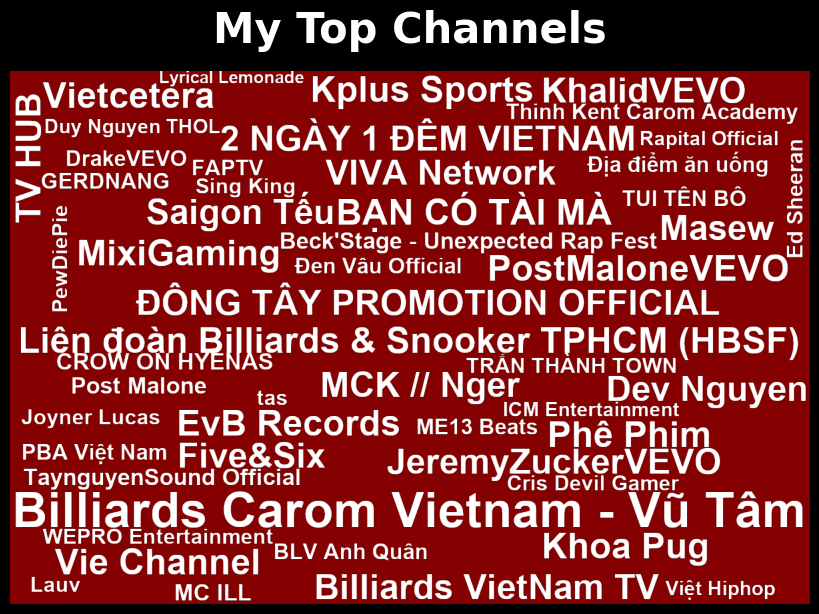 My Top Channels
Lyrical Lemonade
Vietcetera
Kplus Sports
KhalidVEVO
TV HUB
Thinh Kent Carom Academy
Duy Nguyen THOL
2 NGÀY 1 ĐÊM VIETNAM
Rapital Official
DrakeVEVO
FAPTV
VIVA Network
Địa điểm ăn uống
Ed Sheeran
GERDNANG
Sing King
TUI TÊN BÔ
Saigon Tếu
BẠN CÓ TÀI MÀ
Masew
PewDiePie
MixiGaming
Beck'Stage - Unexpected Rap Fest
Đen Vâu Official
PostMaloneVEVO
ĐÔNG TÂY PROMOTION OFFICIAL
Liên đoàn Billiards & Snooker TPHCM (HBSF)
CROW ON HYENAS
TRẤN THÀNH TOWN
Post Malone
tas
MCK // Nger
Dev Nguyen
Joyner Lucas
EvB Records
ME13 Beats
ICM Entertainment
Phê Phim
PBA Việt Nam
Five&Six
JeremyZuckerVEVO
TaynguyenSound Official
Cris Devil Gamer
Billiards Carom Vietnam - Vũ Tâm
WEPRO Entertainment
Vie Channel
BLV Anh Quân
Khoa Pug
Lauv
MC ILL
Billiards VietNam TV
Việt Hiphop